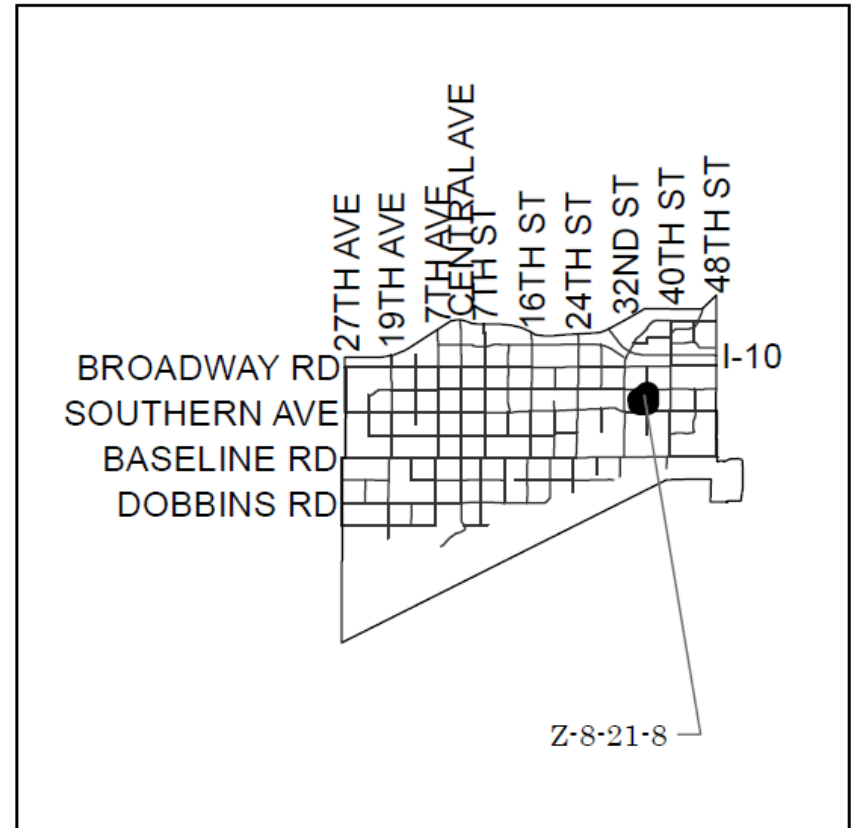 27TH AVE
19TH AVE
7TH AVE
CENTRAL AVE
7TH ST
16TH ST
24TH ST
32ND ST
40TH ST
48TH ST
BROADWAY RD
I-10
SOUTHERN AVE
BASELINE RD
DOBBINS RD
Z-8-21-8